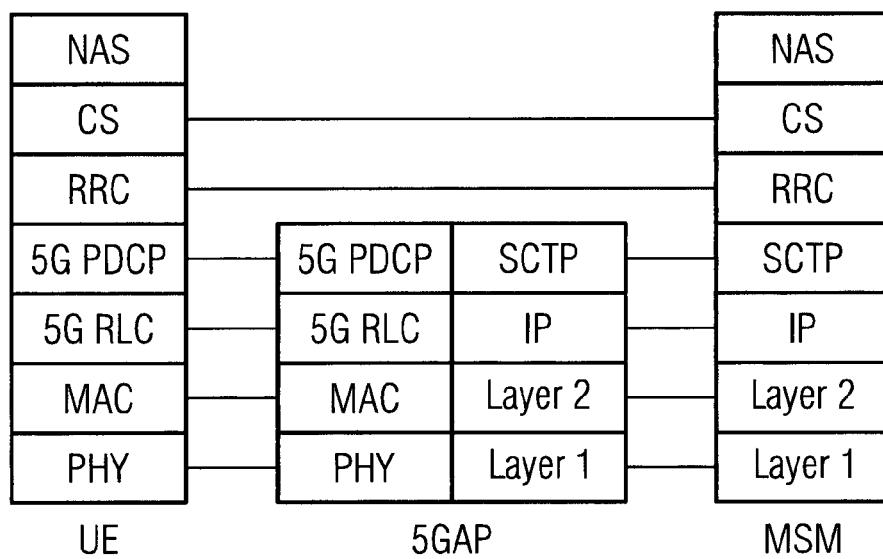 NAS NAS
CS CS
RRC RRC
5G PDCP 5G PDCP SCTP SCTP
5G RLC 5G RLC IP IP
MAC MAC Layer 2 Layer 2
PHY PHY Layer 1 Layer 1
UE 5GAP MSM